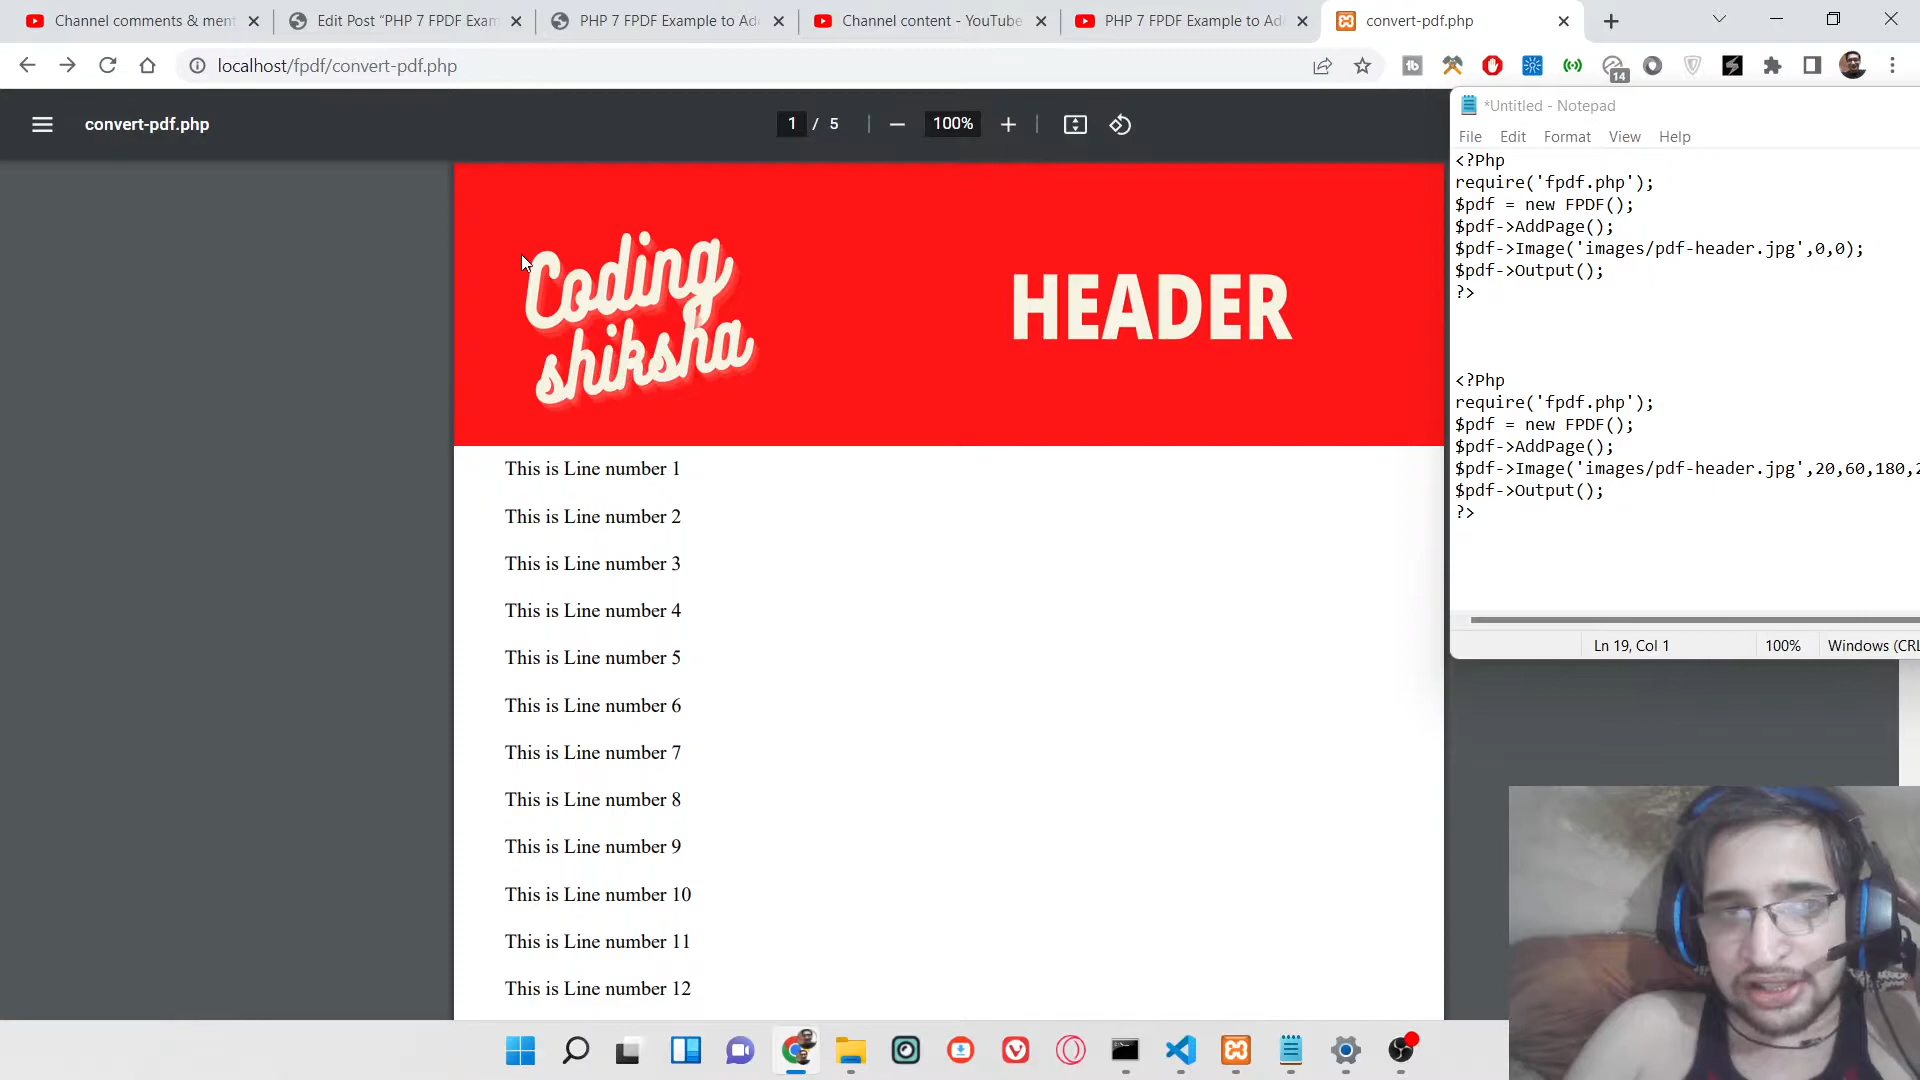 Channel comments & ment
Edit Post “PHP 7 FPDF Exam
PHP 7 FPDF Example to Ad
Channel content - YouTube
PHP 7 FPDF Example to Ad
convert-pdf.php
localhost/fpdf/convert-pdf.php
14
convert-pdf.php
1 / 5
100%
*Untitled - Notepad
File Edit Format View Help
<?Php
require('fpdf.php');
$pdf = new FPDF();
$pdf->AddPage();
$pdf->Image('images/pdf-header.jpg',0,0);
$pdf->Output();
?>
<?Php
require('fpdf.php');
$pdf = new FPDF();
$pdf->AddPage();
$pdf->Image('images/pdf-header.jpg',20,60,180,2
$pdf->Output();
?>
Ln 19, Col 1
100%
Windows (CRL
Coding
shiksha
HEADER
This is Line number 1
This is Line number 2
This is Line number 3
This is Line number 4
This is Line number 5
This is Line number 6
This is Line number 7
This is Line number 8
This is Line number 9
This is Line number 10
This is Line number 11
This is Line number 12